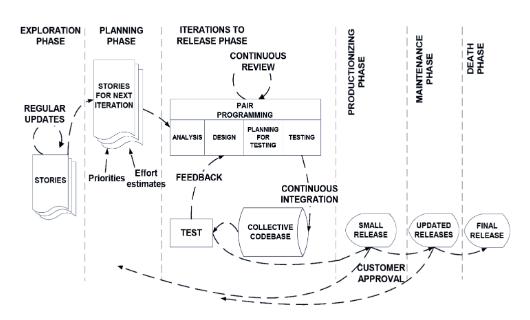 EXPLORATION
PHASE
PLANNING
PHASE
ITERATIONS TO
RELEASE PHASE
PRODUCTIONIZING
PHASE
MAINTENANCE
PHASE
DEATH
PHASE
REGULAR
UPDATES
STORIES
STORIES
FOR NEXT
ITERATION
Priorities
Effort
estimates
CONTINUOUS
REVIEW
PAIR
PROGRAMMING
ANALYSIS
DESIGN
PLANNING
FOR
TESTING
TESTING
FEEDBACK
CONTINUOUS
INTEGRATION
TEST
COLLECTIVE
CODEBASE
SMALL
RELEASE
UPDATED
RELEASES
FINAL
RELEASE
CUSTOMER
APPROVAL